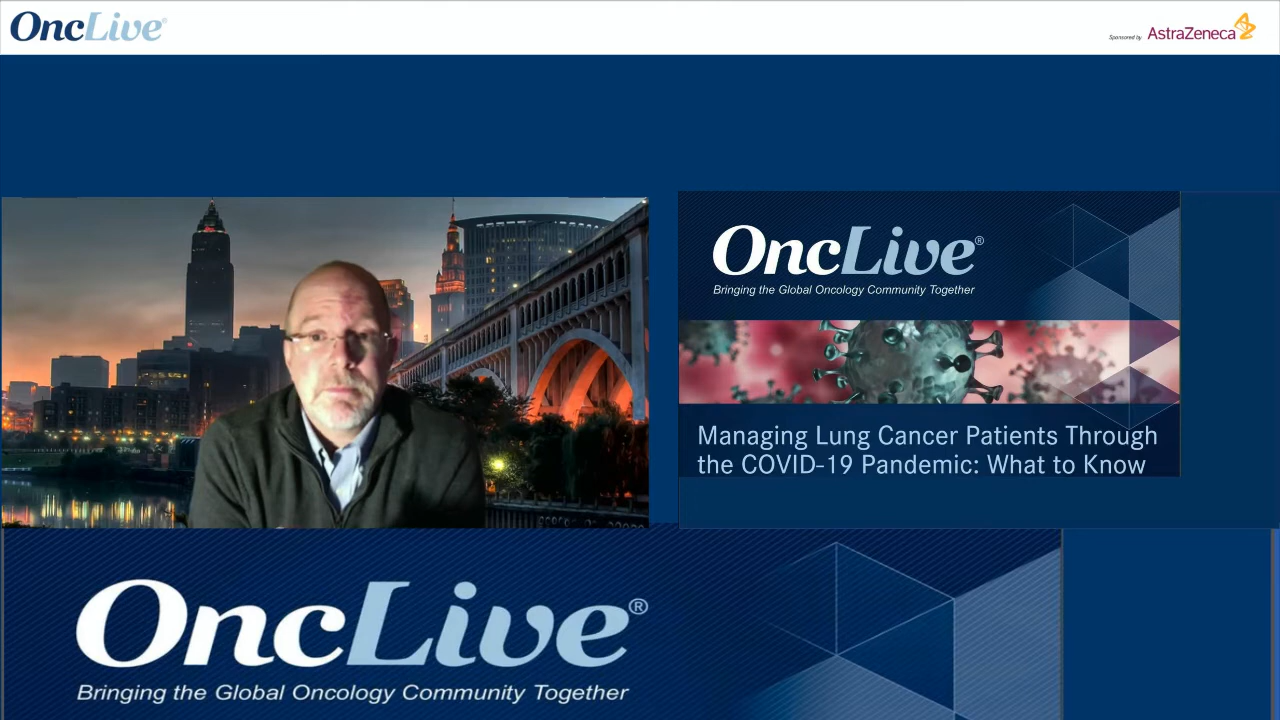 OncLive®
Sponsored by AstraZeneca
OncLive®
Bringing the Global Oncology Community Together
Managing Lung Cancer Patients Through
the COVID-19 Pandemic: What to Know
OncLive®
Bringing the Global Oncology Community Together